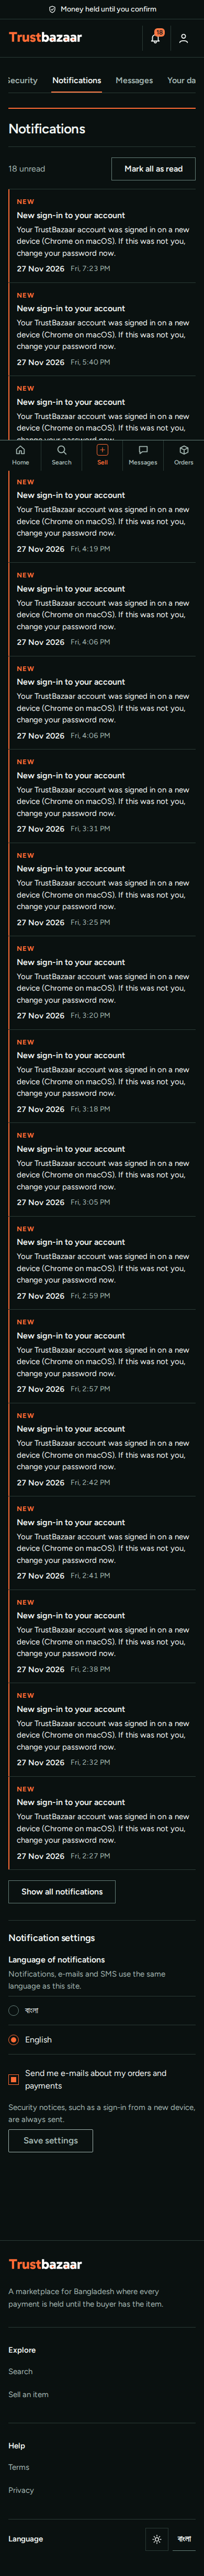 Money held until you confirm
Trustbazaar
18
Security Notifications Messages Your da
Notifications
18 unread
Mark all as read
NEW
New sign-in to your account
Your TrustBazaar account was signed in on a new
device (Chrome on macOS). If this was not you,
change your password now.
27 Nov 2026 Fri, 7:23 PM
NEW
New sign-in to your account
Your TrustBazaar account was signed in on a new
device (Chrome on macOS). If this was not you,
change your password now.
27 Nov 2026 Fri, 5:40 PM
NEW
New sign-in to your account
Your TrustBazaar account was signed in on a new
device (Chrome on macOS). If this was not you,
change your password now.
Home Search Sell Messages Orders
NEW
New sign-in to your account
Your TrustBazaar account was signed in on a new
device (Chrome on macOS). If this was not you,
change your password now.
27 Nov 2026 Fri, 4:19 PM
NEW
New sign-in to your account
Your TrustBazaar account was signed in on a new
device (Chrome on macOS). If this was not you,
change your password now.
27 Nov 2026 Fri, 4:06 PM
NEW
New sign-in to your account
Your TrustBazaar account was signed in on a new
device (Chrome on macOS). If this was not you,
change your password now.
27 Nov 2026 Fri, 4:06 PM
NEW
New sign-in to your account
Your TrustBazaar account was signed in on a new
device (Chrome on macOS). If this was not you,
change your password now.
27 Nov 2026 Fri, 3:31 PM
NEW
New sign-in to your account
Your TrustBazaar account was signed in on a new
device (Chrome on macOS). If this was not you,
change your password now.
27 Nov 2026 Fri, 3:25 PM
NEW
New sign-in to your account
Your TrustBazaar account was signed in on a new
device (Chrome on macOS). If this was not you,
change your password now.
27 Nov 2026 Fri, 3:20 PM
NEW
New sign-in to your account
Your TrustBazaar account was signed in on a new
device (Chrome on macOS). If this was not you,
change your password now.
27 Nov 2026 Fri, 3:18 PM
NEW
New sign-in to your account
Your TrustBazaar account was signed in on a new
device (Chrome on macOS). If this was not you,
change your password now.
27 Nov 2026 Fri, 3:05 PM
NEW
New sign-in to your account
Your TrustBazaar account was signed in on a new
device (Chrome on macOS). If this was not you,
change your password now.
27 Nov 2026 Fri, 2:59 PM
NEW
New sign-in to your account
Your TrustBazaar account was signed in on a new
device (Chrome on macOS). If this was not you,
change your password now.
27 Nov 2026 Fri, 2:57 PM
NEW
New sign-in to your account
Your TrustBazaar account was signed in on a new
device (Chrome on macOS). If this was not you,
change your password now.
27 Nov 2026 Fri, 2:42 PM
NEW
New sign-in to your account
Your TrustBazaar account was signed in on a new
device (Chrome on macOS). If this was not you,
change your password now.
27 Nov 2026 Fri, 2:41 PM
NEW
New sign-in to your account
Your TrustBazaar account was signed in on a new
device (Chrome on macOS). If this was not you,
change your password now.
27 Nov 2026 Fri, 2:38 PM
NEW
New sign-in to your account
Your TrustBazaar account was signed in on a new
device (Chrome on macOS). If this was not you,
change your password now.
27 Nov 2026 Fri, 2:32 PM
NEW
New sign-in to your account
Your TrustBazaar account was signed in on a new
device (Chrome on macOS). If this was not you,
change your password now.
27 Nov 2026 Fri, 2:27 PM
Show all notifications
Notification settings
Language of notifications
Notifications, e-mails and SMS use the same
language as this site.
বাংলা
English
Send me e-mails about my orders and
payments
Security notices, such as a sign-in from a new device,
are always sent.
Save settings
Trustbazaar
A marketplace for Bangladesh where every
payment is held until the buyer has the item.
Explore
Search
Sell an item
Help
Terms
Privacy
Language
বাংলা